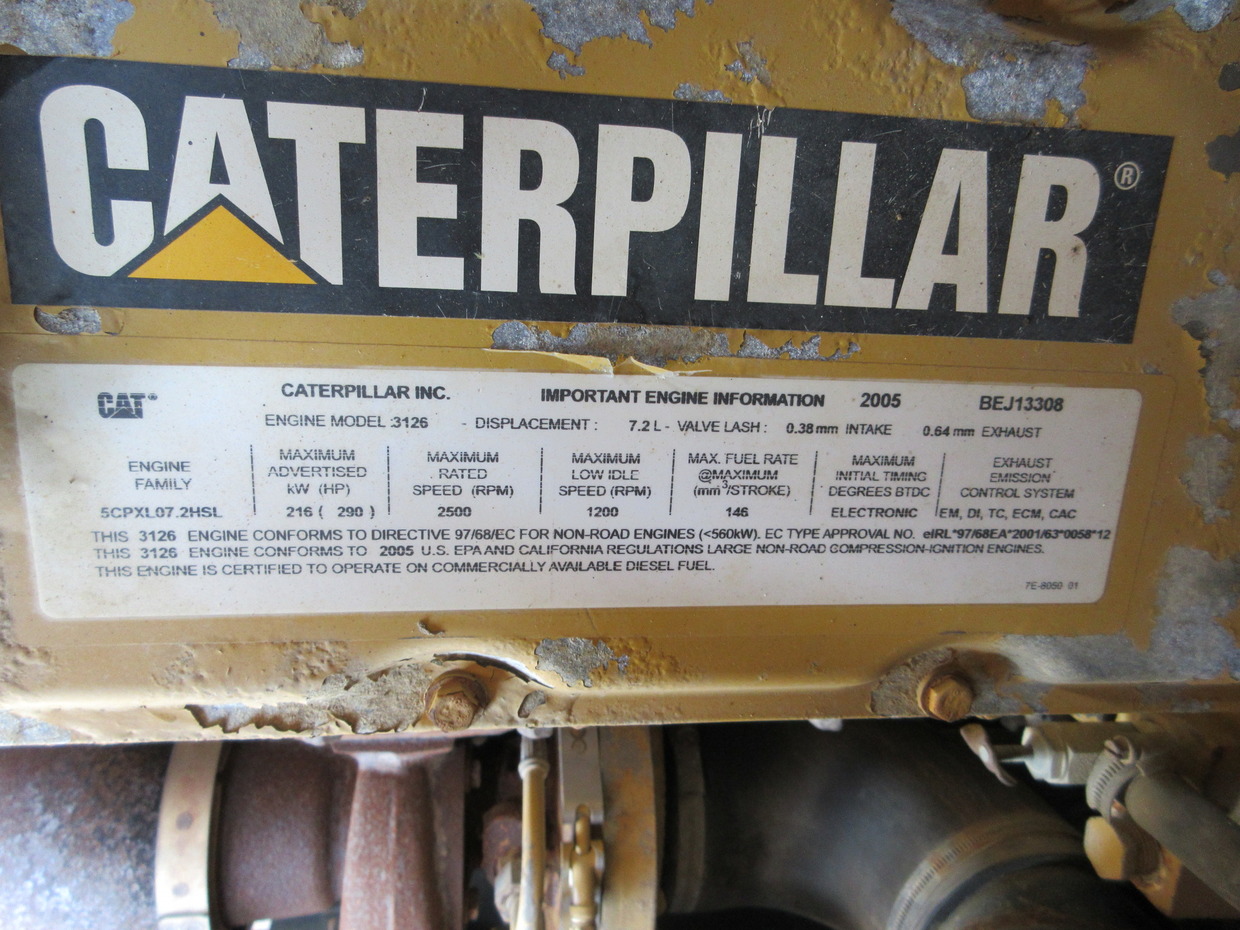 CATERPILLAR®
CAT® CATERPILLAR INC. IMPORTANT ENGINE INFORMATION 2005 BEJ13308
ENGINE MODEL :3126 - DISPLACEMENT : 7.2 L - VALVE LASH : 0.38 mm INTAKE 0.64 mm EXHAUST
ENGINE FAMILY
5CPXL07.2HSL
MAXIMUM
ADVERTISED
kW (HP)
216 ( 290 )
MAXIMUM
RATED
SPEED (RPM)
2500
MAXIMUM
LOW IDLE
SPEED (RPM)
1200
MAX. FUEL RATE
@MAXIMUM
(mm³/STROKE)
146
MAXIMUM
INITIAL TIMING
DEGREES BTDC
ELECTRONIC
EXHAUST
EMISSION
CONTROL SYSTEM
EM, DI, TC, ECM, CAC
THIS 3126 ENGINE CONFORMS TO DIRECTIVE 97/68/EC FOR NON-ROAD ENGINES (<560kW). EC TYPE APPROVAL NO. eIRL*97/68EA*2001/63*0058*12
THIS 3126 ENGINE CONFORMS TO 2005 U.S. EPA AND CALIFORNIA REGULATIONS LARGE NON-ROAD COMPRESSION-IGNITION ENGINES.
THIS ENGINE IS CERTIFIED TO OPERATE ON COMMERCIALLY AVAILABLE DIESEL FUEL.
7E-8050 01